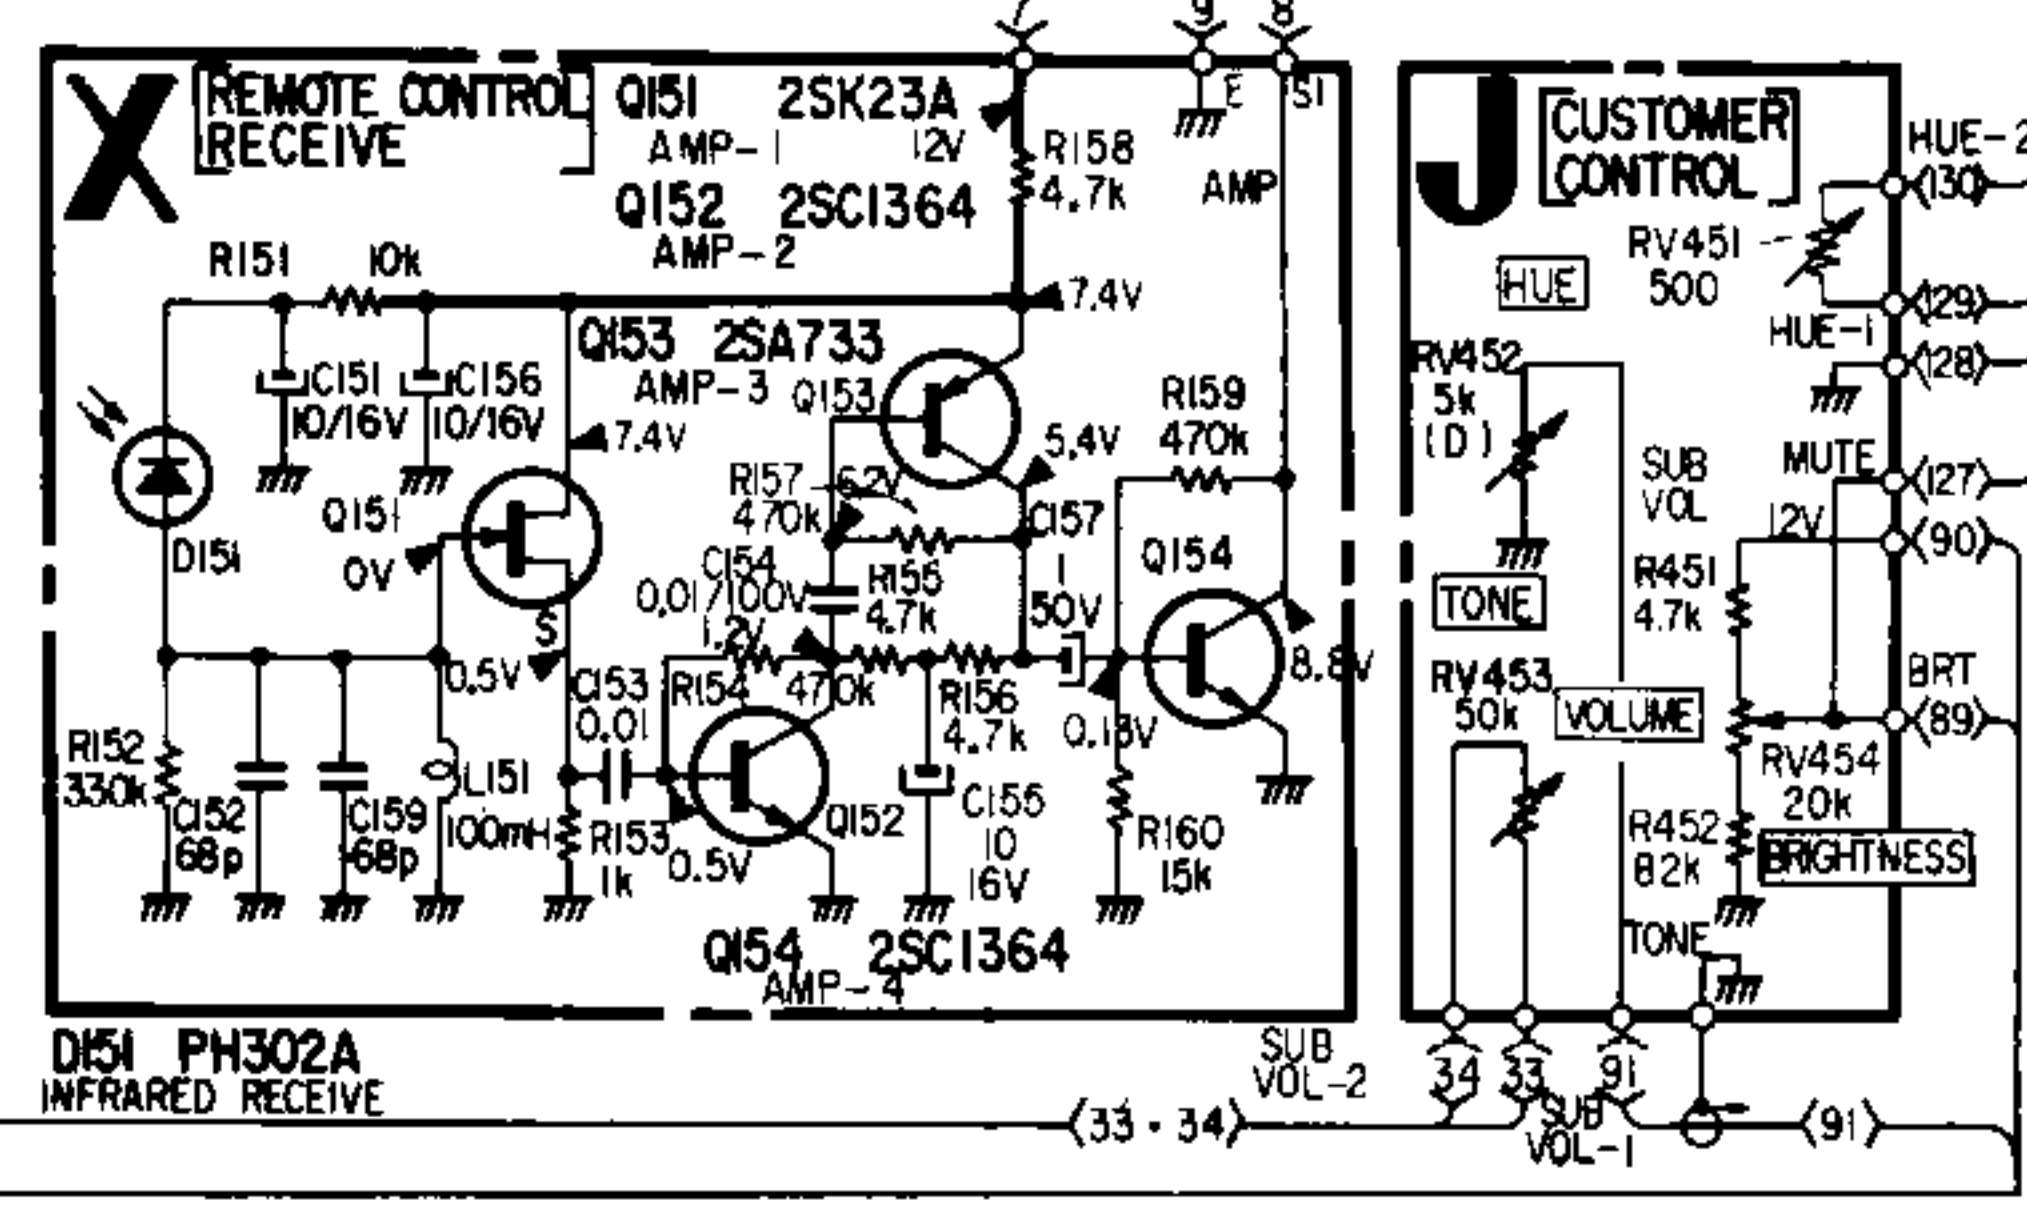 7
9
8
X
REMOTE CONTROL
RECEIVE
Q151 2SK23A
AMP-1
12V
Q152 2SC1364
AMP-2
R158
4.7k
E
S1
AMP
R151 10k
7.4V
Q153 2SA733
AMP-3
Q153
C151
10/16V
C156
10/16V
7.4V
5.4V
R159
470k
R157
6.2V
470k
D151
Q151
0V
C157
1
50V
Q154
C154
0.01/100V
R155
4.7k
1.2V
S
0.5V
C153
0.01
R154
470k
R156
4.7k
0.13V
8.8V
R152
330k
C152
68p
C159
68p
L151
100mH
R153
1k
0.5V
Q152
C155
10
16V
R160
15k
Q154 2SC1364
AMP-4
D151 PH302A
INFRARED RECEIVE
J
CUSTOMER
CONTROL
HUE-2
(130)
RV451
500
HUE
(129)
HUE-1
(128)
RV452
5k
(D)
SUB
VOL
MUTE
(127)
12V
(90)
TONE
R451
4.7k
BRT
(89)
RV453
50k
VOLUME
RV454
20k
R452
82k
BRIGHTNESS
TONE
SUB
VOL-2
34
33
91
(33・34)
SUB
VOL-1
(91)